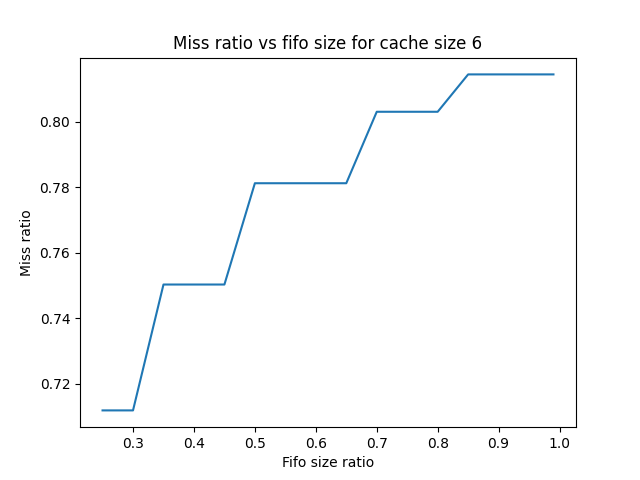 Miss ratio vs fifo size for cache size 6
Miss ratio
0.80
0.78
0.76
0.74
0.72
0.3 0.4 0.5 0.6 0.7 0.8 0.9 1.0
Fifo size ratio